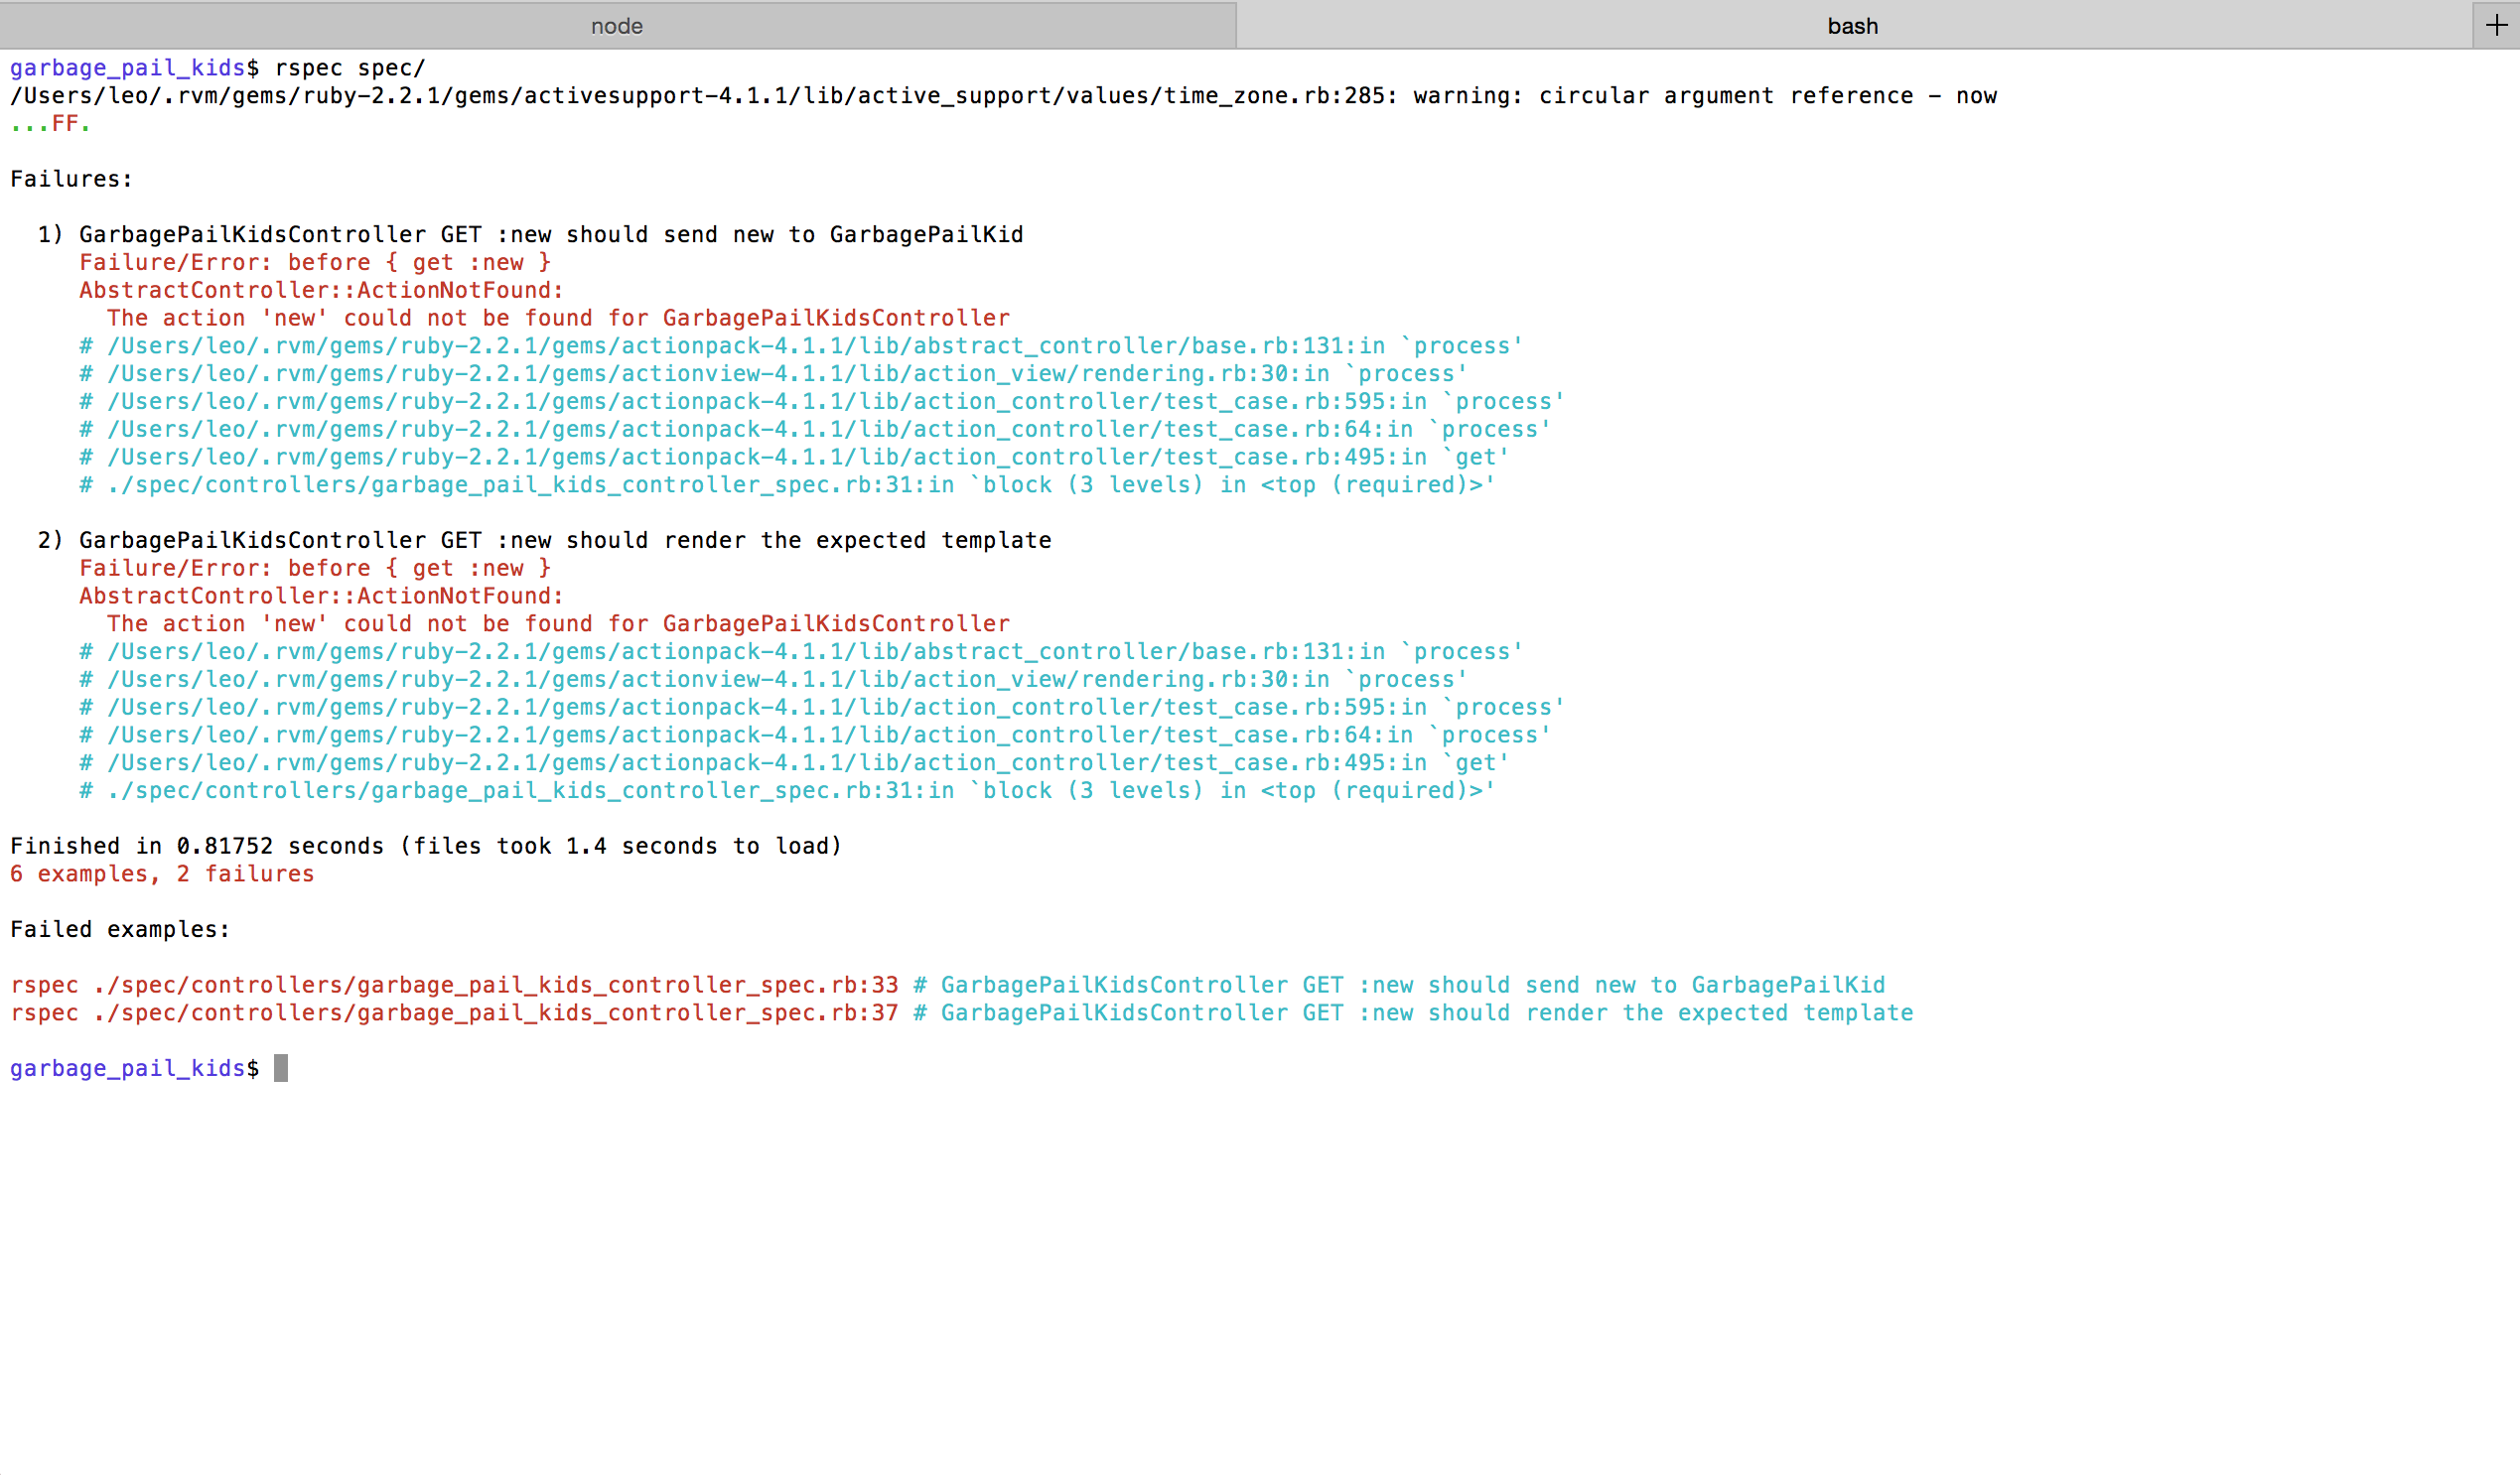 node
bash
+
garbage_pail_kids$ rspec spec/
/Users/leo/.rvm/gems/ruby-2.2.1/gems/activesupport-4.1.1/lib/active_support/values/time_zone.rb:285: warning: circular argument reference - now
...FF.
Failures:
  1) GarbagePailKidsController GET :new should send new to GarbagePailKid
     Failure/Error: before { get :new }
     AbstractController::ActionNotFound:
       The action 'new' could not be found for GarbagePailKidsController
     # /Users/leo/.rvm/gems/ruby-2.2.1/gems/actionpack-4.1.1/lib/abstract_controller/base.rb:131:in `process'
     # /Users/leo/.rvm/gems/ruby-2.2.1/gems/actionview-4.1.1/lib/action_view/rendering.rb:30:in `process'
     # /Users/leo/.rvm/gems/ruby-2.2.1/gems/actionpack-4.1.1/lib/action_controller/test_case.rb:595:in `process'
     # /Users/leo/.rvm/gems/ruby-2.2.1/gems/actionpack-4.1.1/lib/action_controller/test_case.rb:64:in `process'
     # /Users/leo/.rvm/gems/ruby-2.2.1/gems/actionpack-4.1.1/lib/action_controller/test_case.rb:495:in `get'
     # ./spec/controllers/garbage_pail_kids_controller_spec.rb:31:in `block (3 levels) in <top (required)>'
  2) GarbagePailKidsController GET :new should render the expected template
     Failure/Error: before { get :new }
     AbstractController::ActionNotFound:
       The action 'new' could not be found for GarbagePailKidsController
     # /Users/leo/.rvm/gems/ruby-2.2.1/gems/actionpack-4.1.1/lib/abstract_controller/base.rb:131:in `process'
     # /Users/leo/.rvm/gems/ruby-2.2.1/gems/actionview-4.1.1/lib/action_view/rendering.rb:30:in `process'
     # /Users/leo/.rvm/gems/ruby-2.2.1/gems/actionpack-4.1.1/lib/action_controller/test_case.rb:595:in `process'
     # /Users/leo/.rvm/gems/ruby-2.2.1/gems/actionpack-4.1.1/lib/action_controller/test_case.rb:64:in `process'
     # /Users/leo/.rvm/gems/ruby-2.2.1/gems/actionpack-4.1.1/lib/action_controller/test_case.rb:495:in `get'
     # ./spec/controllers/garbage_pail_kids_controller_spec.rb:31:in `block (3 levels) in <top (required)>'
Finished in 0.81752 seconds (files took 1.4 seconds to load)
6 examples, 2 failures
Failed examples:
rspec ./spec/controllers/garbage_pail_kids_controller_spec.rb:33 # GarbagePailKidsController GET :new should send new to GarbagePailKid
rspec ./spec/controllers/garbage_pail_kids_controller_spec.rb:37 # GarbagePailKidsController GET :new should render the expected template
garbage_pail_kids$